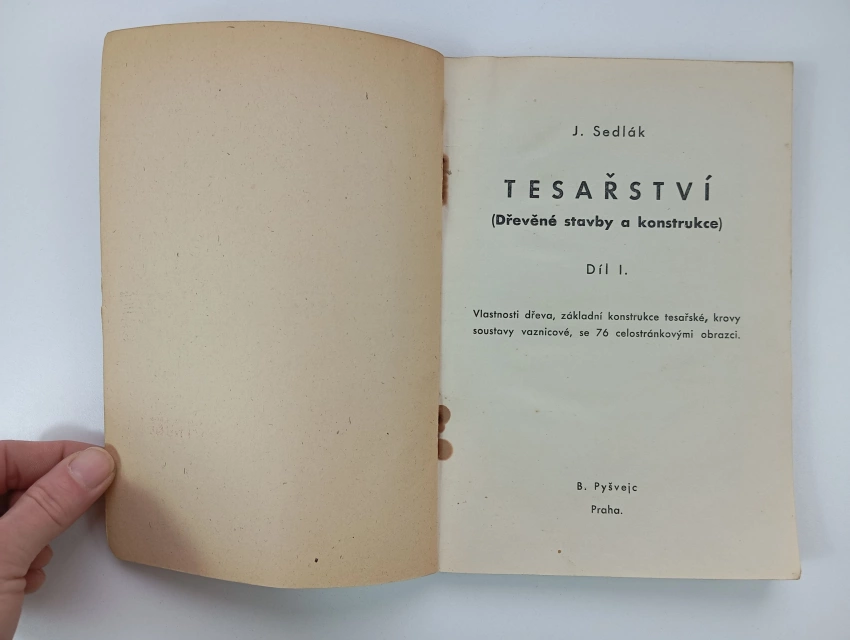 J. Sedlák
TESAŘSTVÍ
(Dřevěné stavby a konstrukce)
Díl I.
Vlastnosti dřeva, základní konstrukce tesařské, krovy
soustavy vaznicové, se 76 celostránkovými obrazci.
B. Pyšvejc
Praha.